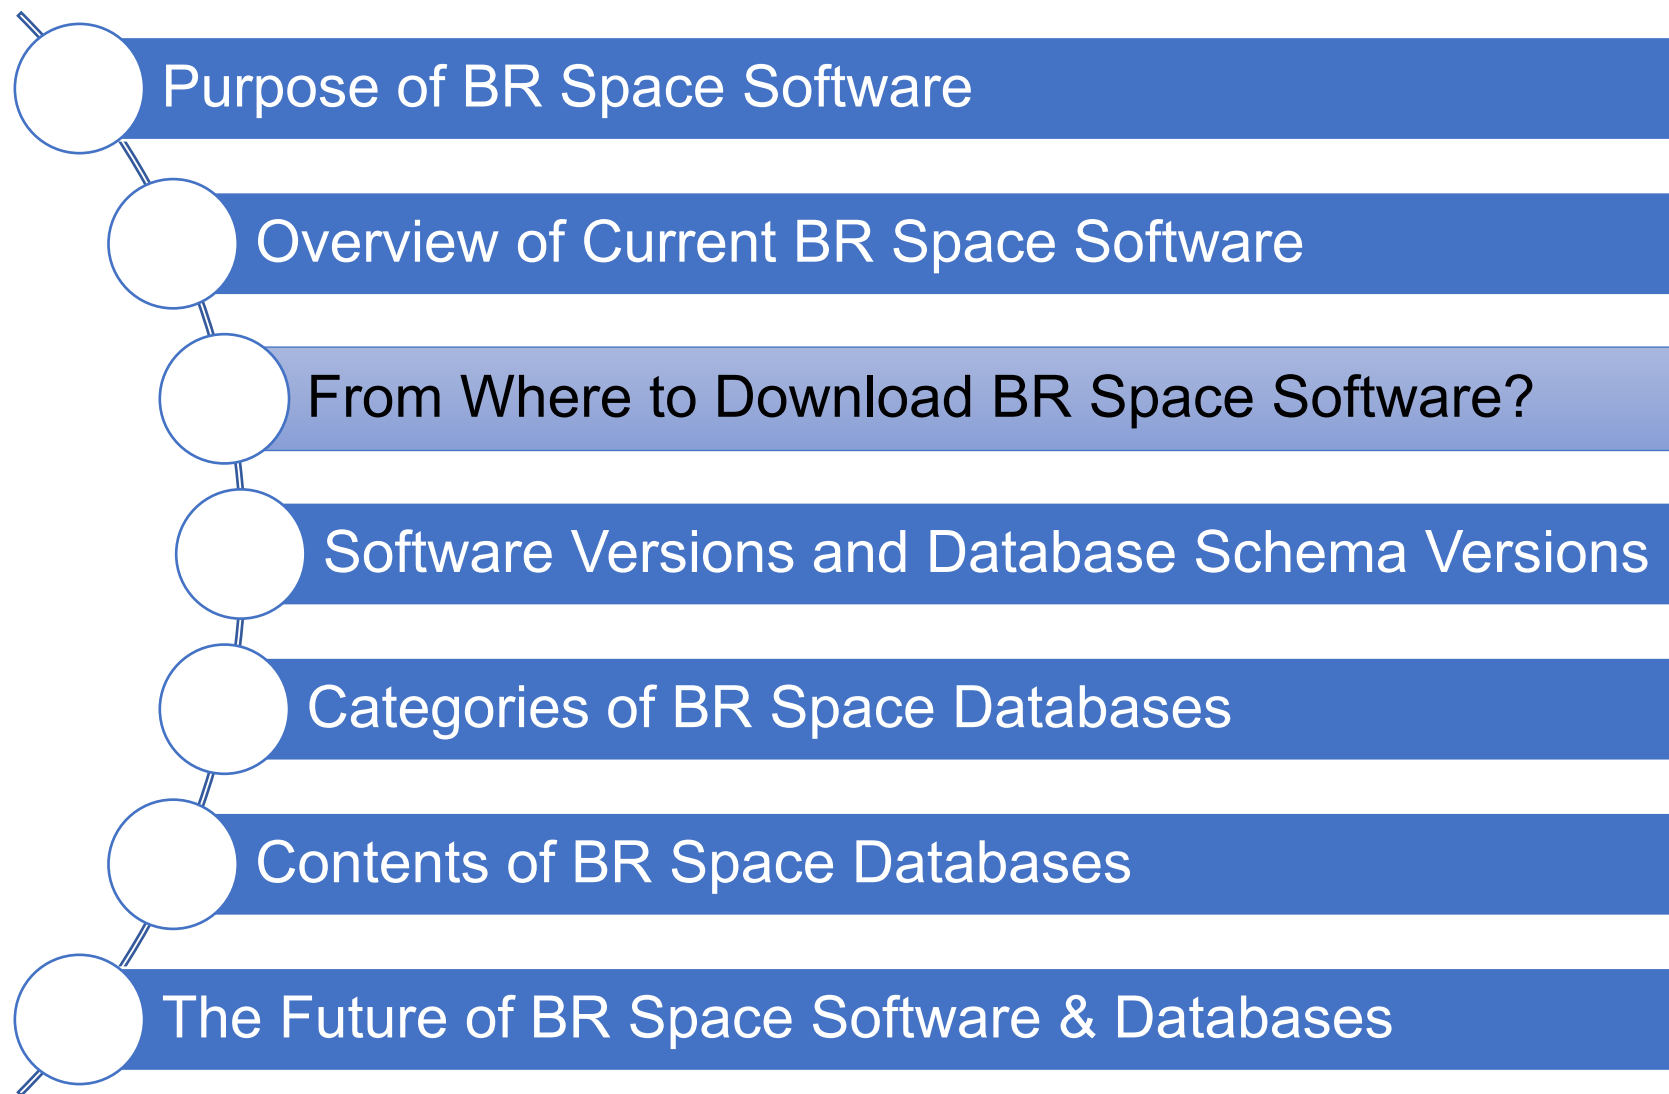 Purpose of BR Space Software
Overview of Current BR Space Software
From Where to Download BR Space Software?
Software Versions and Database Schema Versions
Categories of BR Space Databases
Contents of BR Space Databases
The Future of BR Space Software & Databases